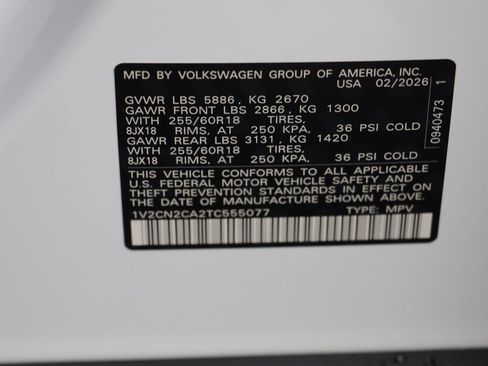 MFD BY VOLKSWAGEN GROUP OF AMERICA, INC.
USA 02/2026
GVWR LBS 5886, KG 2670
GAWR FRONT LBS 2866, KG 1300
WITH 255/60R18 TIRES,
8JX18 RIMS, AT 250 KPA, 36 PSI COLD
GAWR REAR LBS 3131, KG 1420
WITH 255/60R18 TIRES,
8JX18 RIMS, AT 250 KPA, 36 PSI COLD
THIS VEHICLE CONFORMS TO ALL APPLICABLE
U.S. FEDERAL MOTOR VEHICLE SAFETY AND
THEFT PREVENTION STANDARDS IN EFFECT ON
THE DATE OF MANUFACTURE SHOWN ABOVE.
1V2CN2CA2TC555077 TYPE: MPV
0940473 1